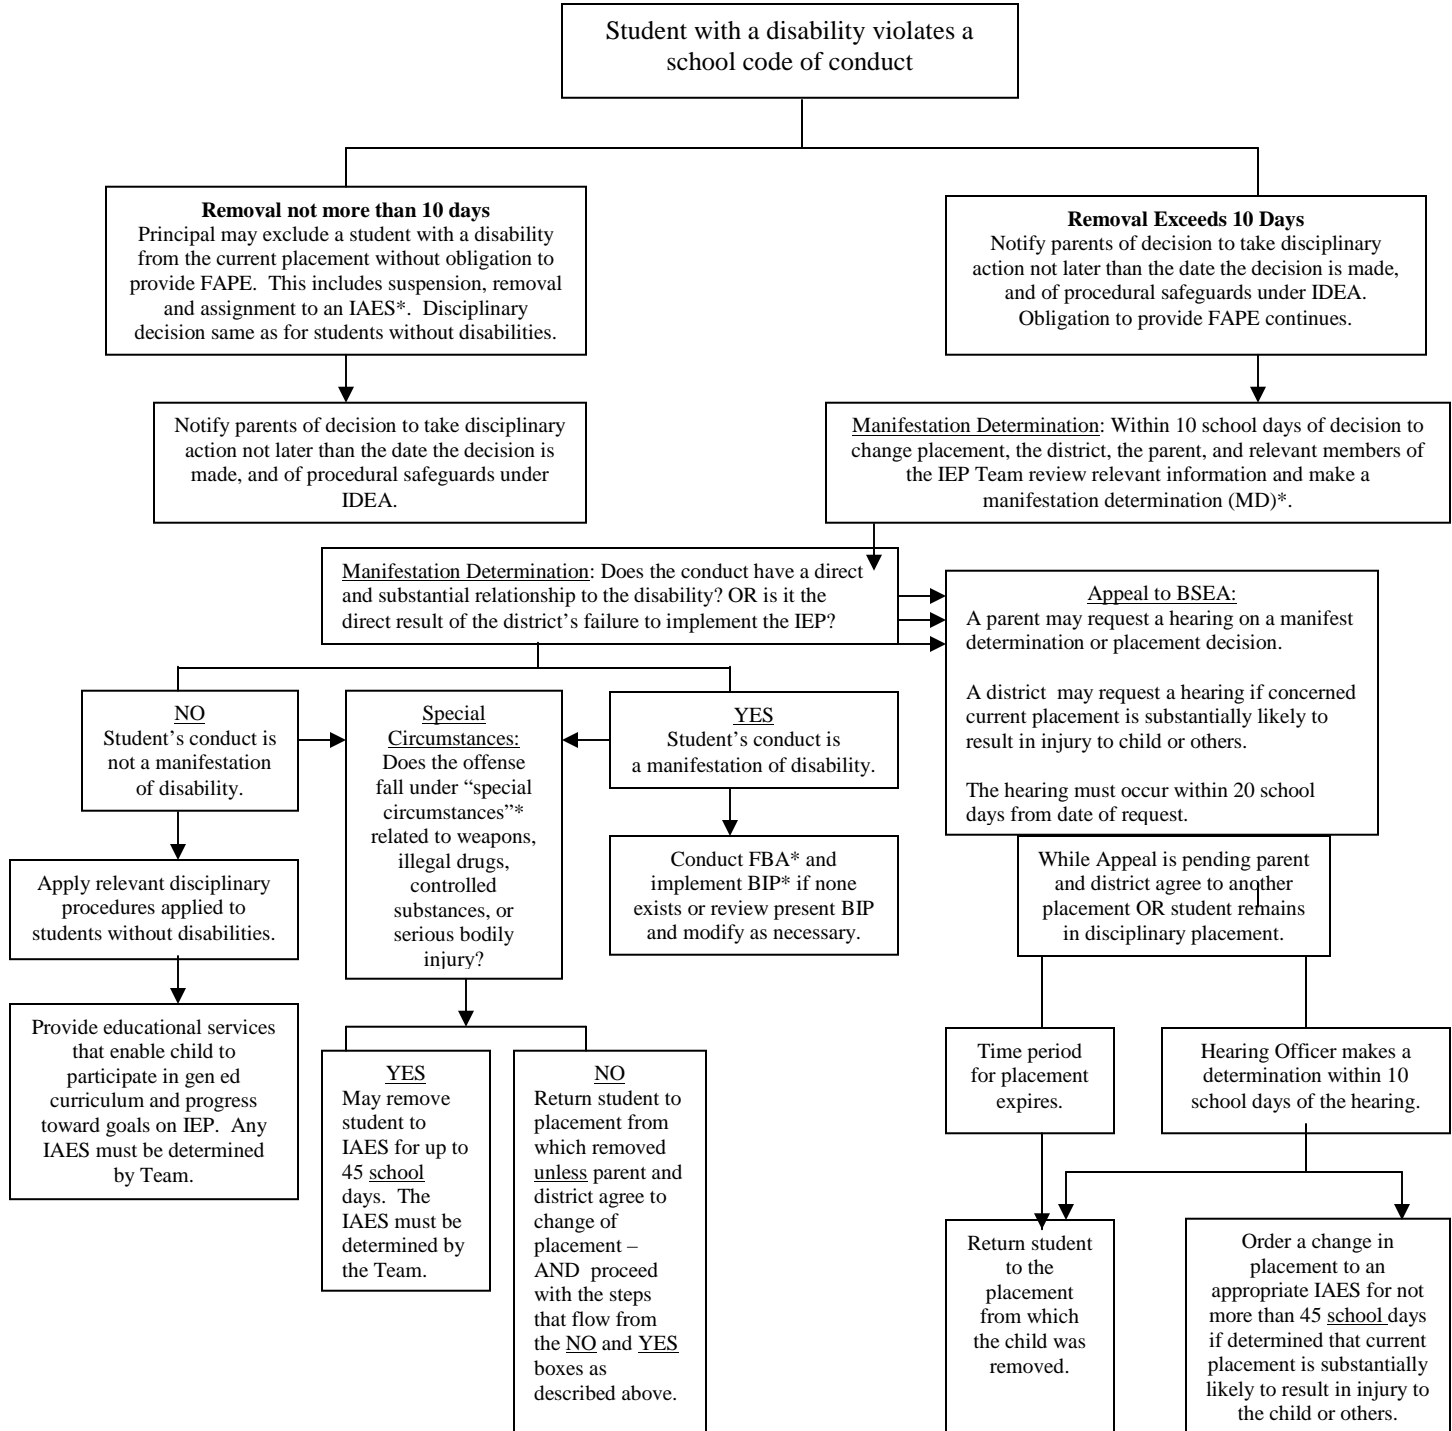 Student with a disability violates a
school code of conduct
Removal not more than 10 days
Principal may exclude a student with a disability
from the current placement without obligation to
provide FAPE. This includes suspension, removal
and assignment to an IAES*. Disciplinary
decision same as for students without disabilities.
Removal Exceeds 10 Days
Notify parents of decision to take disciplinary
action not later than the date the decision is made,
and of procedural safeguards under IDEA.
Obligation to provide FAPE continues.
Notify parents of decision to take disciplinary
action not later than the date the decision is
made, and of procedural safeguards under
IDEA.
Manifestation Determination: Within 10 school days of decision to
change placement, the district, the parent, and relevant members of
the IEP Team review relevant information and make a
manifestation determination (MD)*.
Manifestation Determination: Does the conduct have a direct
and substantial relationship to the disability? OR is it the
direct result of the district's failure to implement the IEP?
Appeal to BSEA:
A parent may request a hearing on a manifest
determination or placement decision.
A district may request a hearing if concerned
current placement is substantially likely to
result in injury to child or others.
The hearing must occur within 20 school
days from date of request.
NO
Student's conduct is
not a manifestation
of disability.
Special
Circumstances:
Does the offense
fall under "special
circumstances"*
related to weapons,
illegal drugs,
controlled
substances, or
serious bodily
injury?
YES
Student's conduct is
a manifestation of disability.
Apply relevant disciplinary
procedures applied to
students without disabilities.
Conduct FBA* and
implement BIP* if none
exists or review present BIP
and modify as necessary.
While Appeal is pending parent
and district agree to another
placement OR student remains
in disciplinary placement.
Provide educational services
that enable child to
participate in gen ed
curriculum and progress
toward goals on IEP. Any
IAES must be determined
by Team.
YES
May remove
student to
IAES for up to
45 school
days. The
IAES must be
determined by
the Team.
NO
Return student to
placement from
which removed
unless parent and
district agree to
change of
placement –
AND proceed
with the steps
that flow from
the NO and YES
boxes as
described above.
Time period
for placement
expires.
Hearing Officer makes a
determination within 10
school days of the hearing.
Return student
to the
placement
from which
the child was
removed.
Order a change in
placement to an
appropriate IAES for not
more than 45 school days
if determined that current
placement is substantially
likely to result in injury to
the child or others.